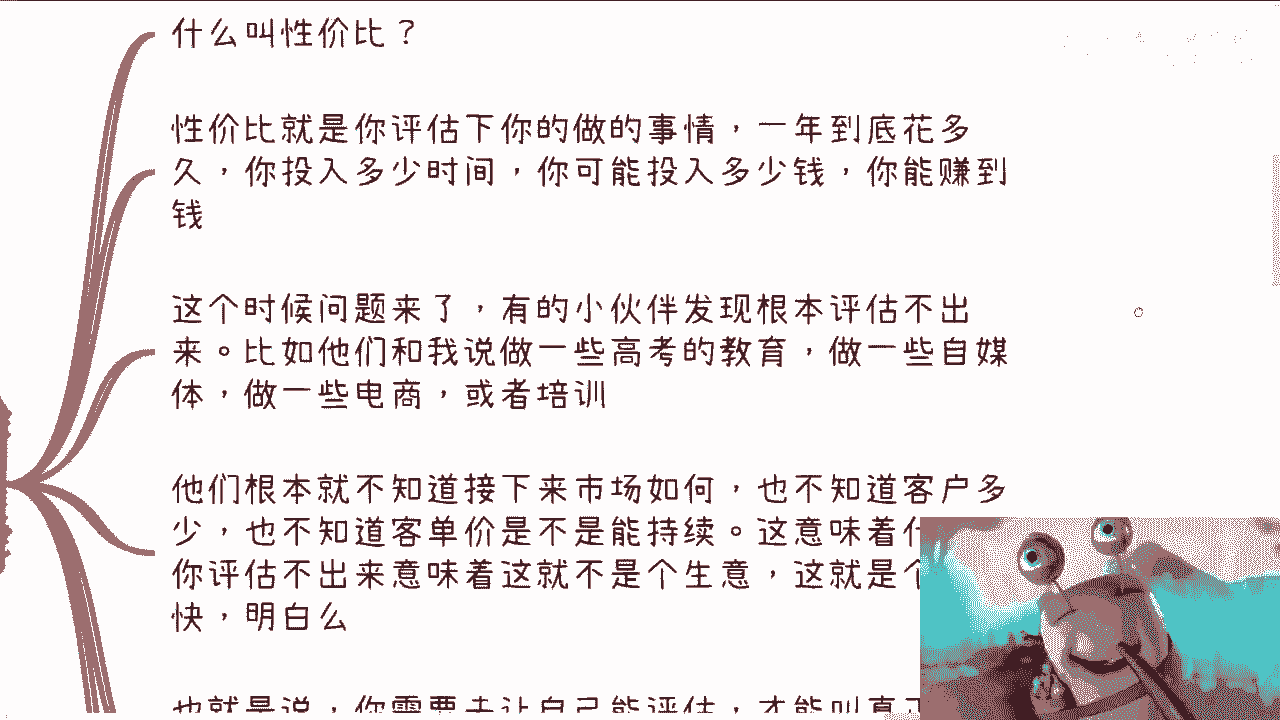 什么叫性价比？
性价比就是你评估下你的做的事情，一年到底花多
久，你投入多少时间，你可能投入多少钱，你能赚到
钱
这个时候问题来了，有的小伙伴发现根本评估不出
来。比如他们和我说做一些高考的教育，做一些自媒
体，做一些电商，或者培训
他们根本就不知道接下来市场如何，也不知道客户多
少，也不知道客单价是不是能持续。这意味着什
你评估不出来意味着这就不是个生意，这就是个
快，明白么
也就是说，你需要去让自己能评估，才能叫真正